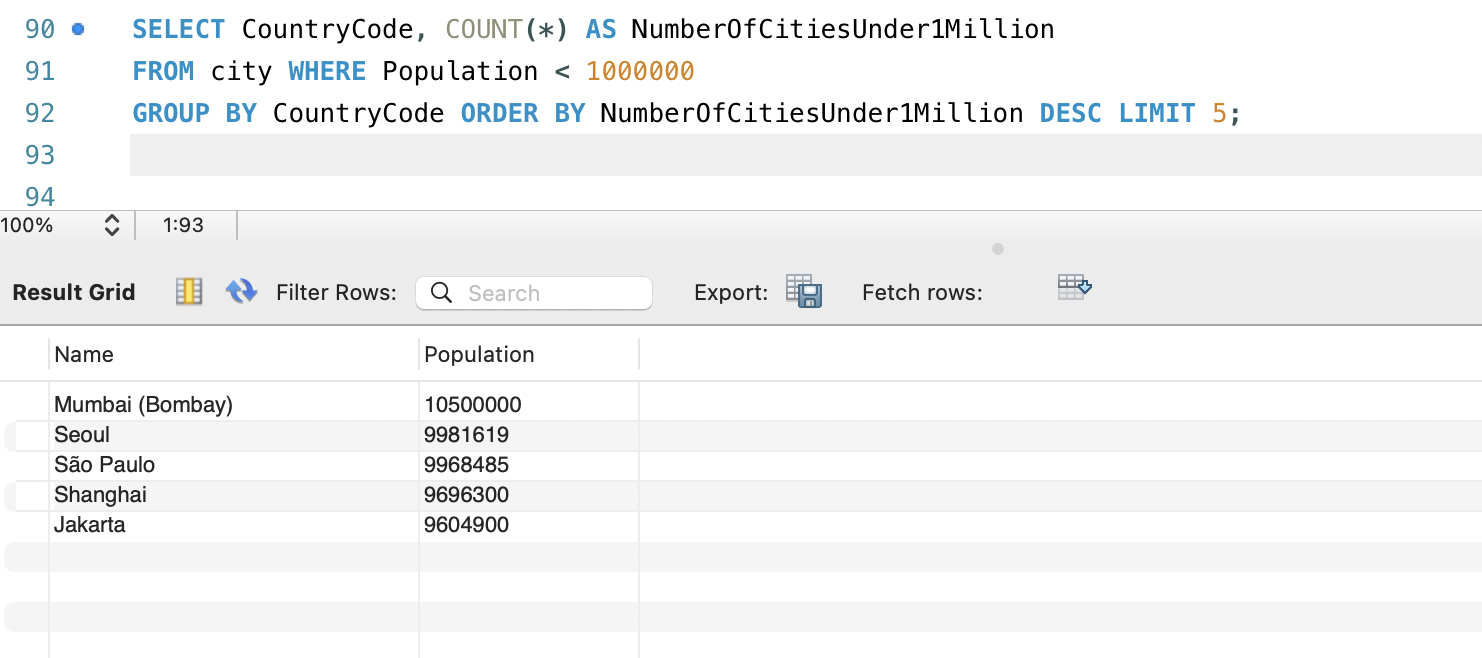 90 SELECT CountryCode, COUNT(*) AS NumberOfCitiesUnder1Million
91 FROM city WHERE Population < 1000000
92 GROUP BY CountryCode ORDER BY NumberOfCitiesUnder1Million DESC LIMIT 5;
93
94
100% 1:93
Result Grid Filter Rows: Search Export: Fetch rows:
Name Population
Mumbai (Bombay) 10500000
Seoul 9981619
São Paulo 9968485
Shanghai 9696300
Jakarta 9604900